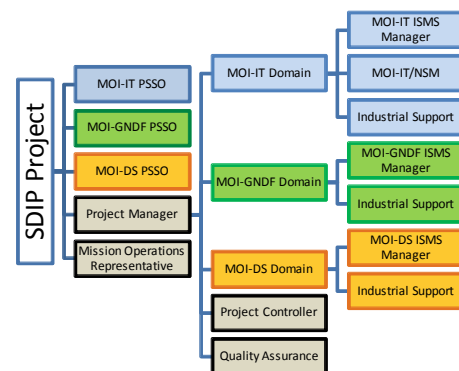 SDIP Project
MOI-IT PSSO
MOI-GNDF PSSO
MOI-DS PSSO
Project Manager
Mission Operations
Representative
MOI-IT Domain
MOI-GNDF Domain
MOI-DS Domain
Project Controller
Quality Assurance
MOI-IT ISMS
Manager
MOI-IT/NSM
Industrial Support
MOI-GNDF ISMS
Manager
Industrial Support
MOI-DS ISMS
Manager
Industrial Support